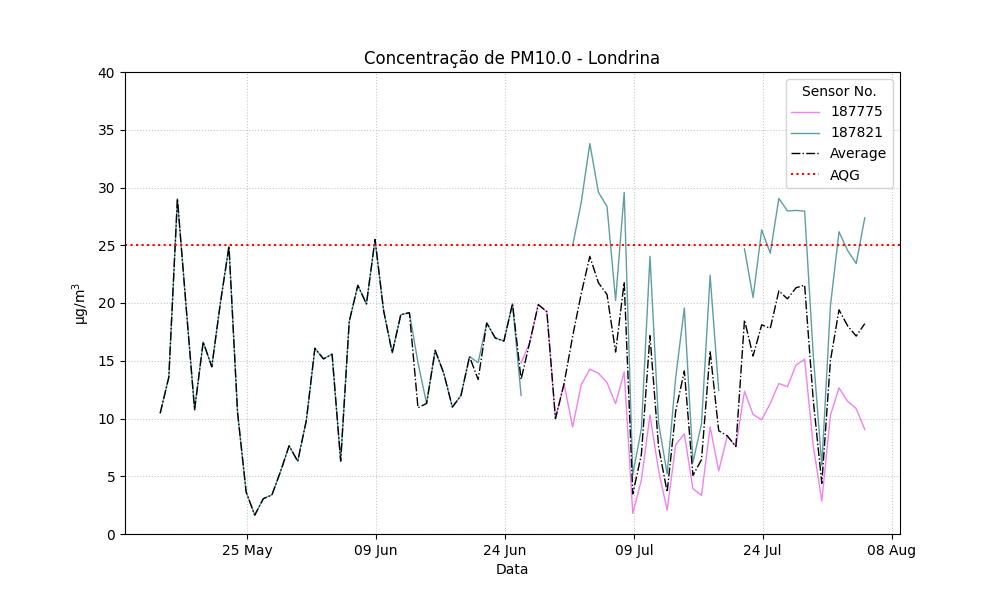 Concentração de PM10.0 - Londrina
40
35
30
25
20
15
10
5
0
µg/m³
Sensor No.
187775
187821
Average
AQG
25 May
09 Jun
24 Jun
09 Jul
24 Jul
08 Aug
Data